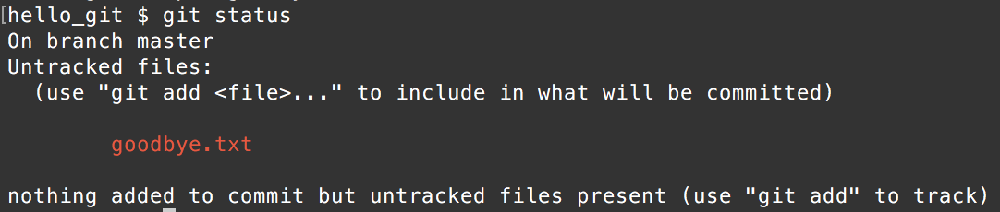 [hello_git $ git status
On branch master
Untracked files:
  (use "git add <file>..." to include in what will be committed)
        goodbye.txt
nothing added to commit but untracked files present (use "git add" to track)